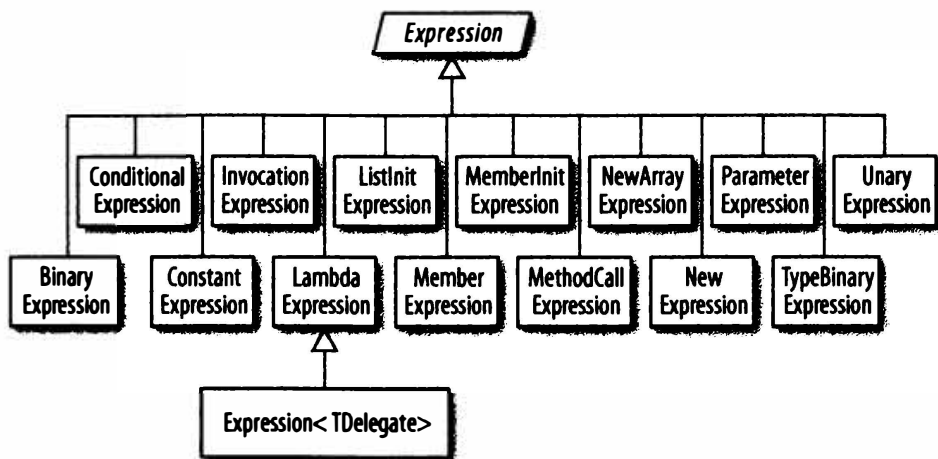 Expression
Conditional
Expression
Invocation
Expression
ListInit
Expression
MemberInit
Expression
NewArray
Expression
Parameter
Expression
Unary
Expression
Binary
Expression
Constant
Expression
Lambda
Expression
Member
Expression
MethodCall
Expression
New
Expression
TypeBinary
Expression
Expression< TDelegate>